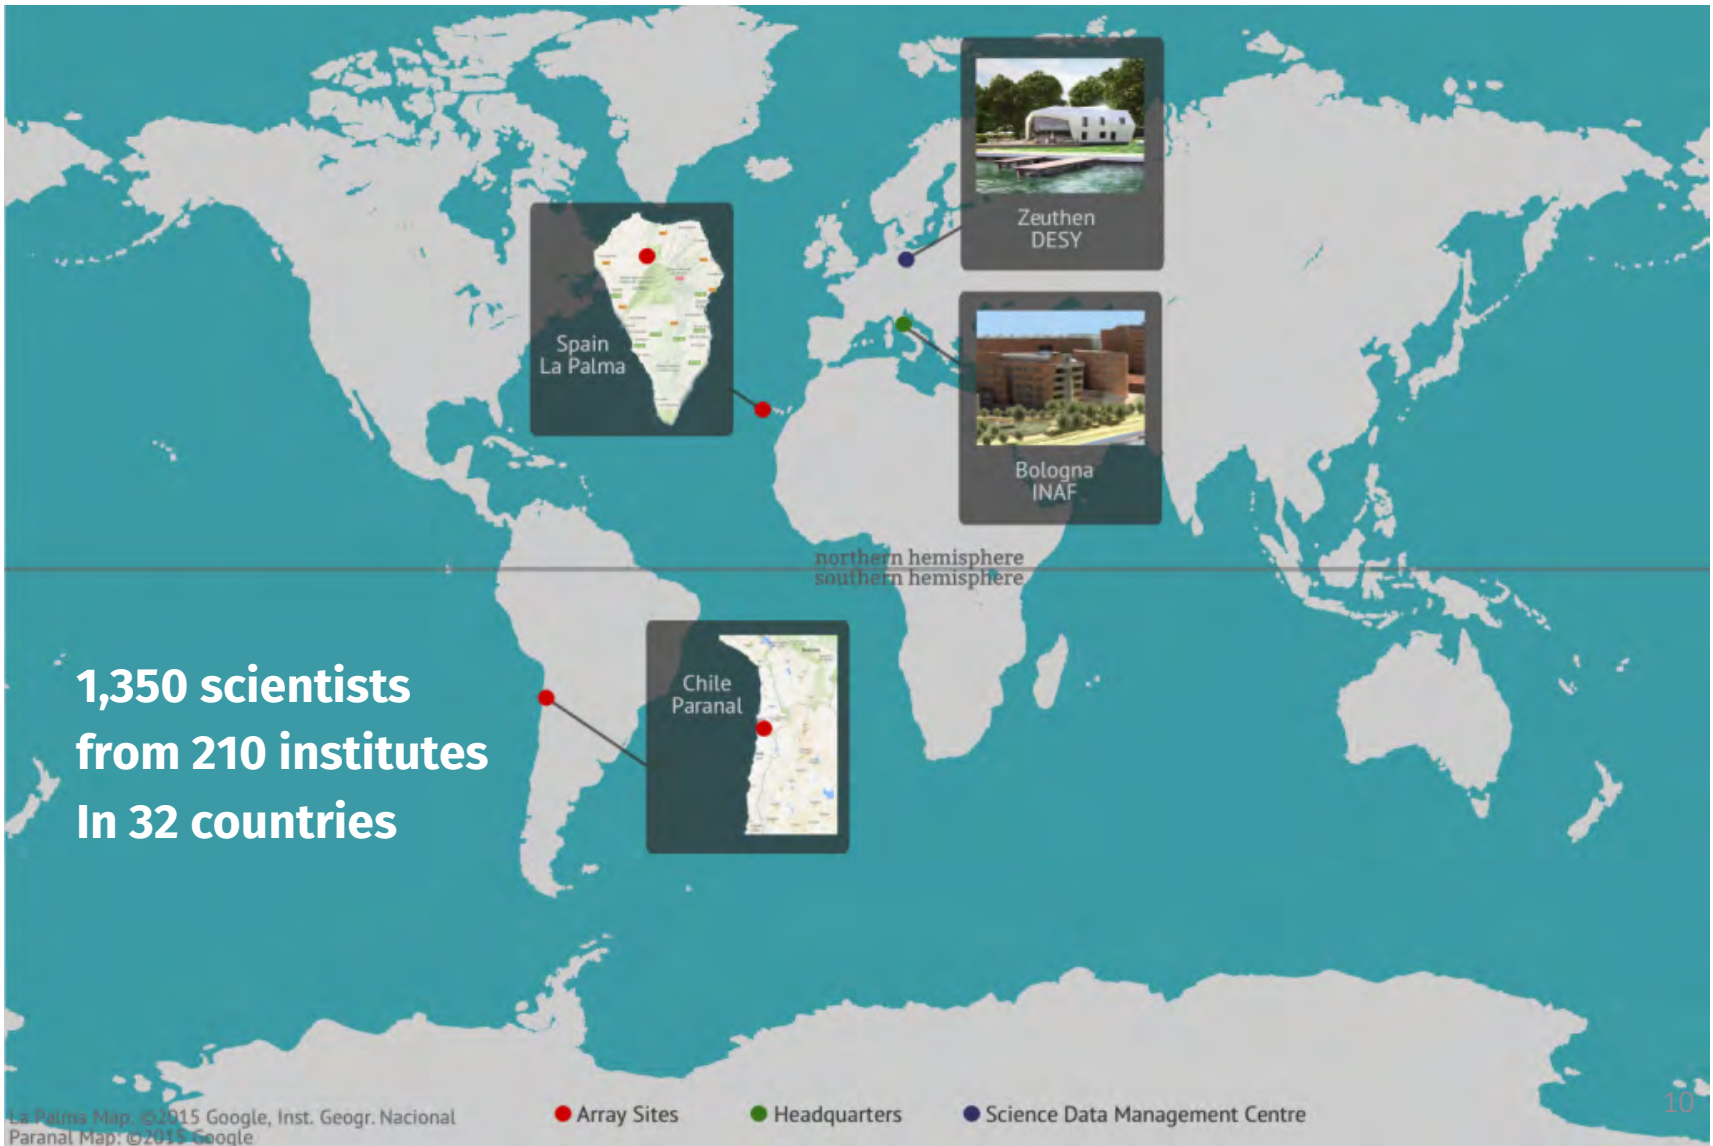 Zeuthen
DESY
Spain
La Palma
Bologna
INAF
northern hemisphere
southern hemisphere
Chile
Paranal
1,350 scientists
from 210 institutes
In 32 countries
Array Sites
Headquarters
Science Data Management Centre
10
La Palma Map: ©2015 Google, Inst. Geogr. Nacional
Paranal Map: ©2015 Google